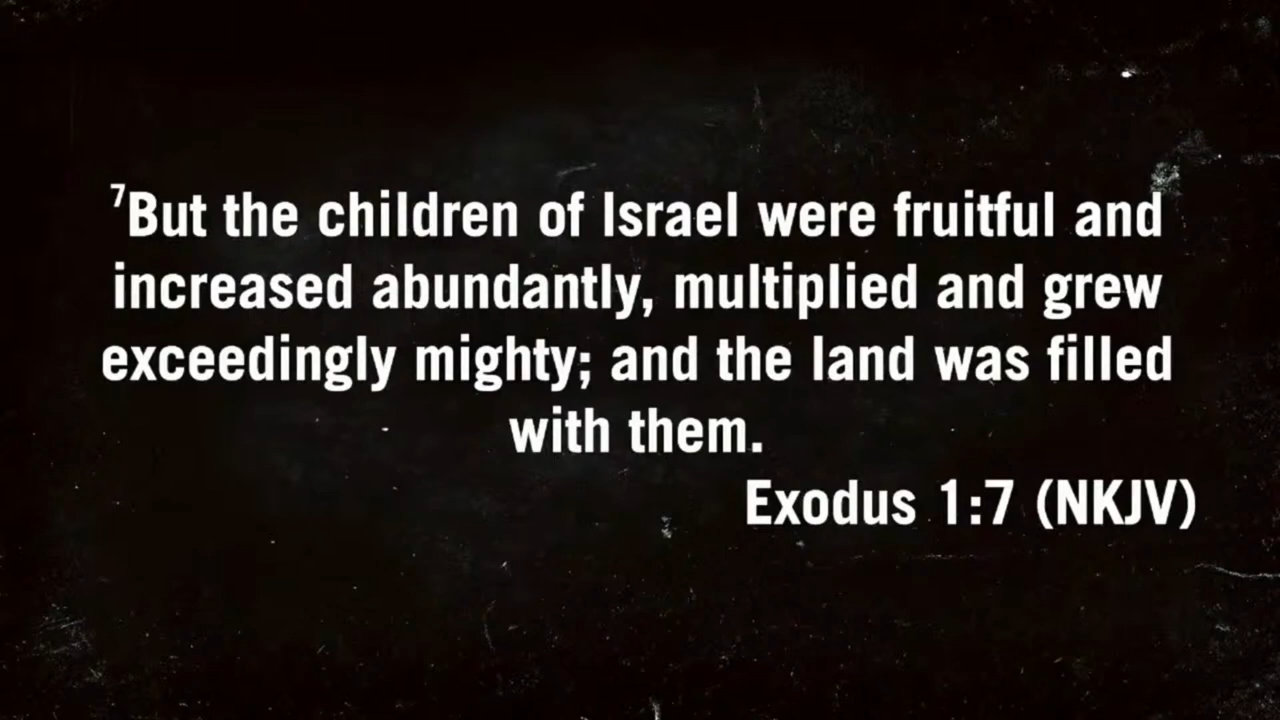 ⁷But the children of Israel were fruitful and
increased abundantly, multiplied and grew
exceedingly mighty; and the land was filled
with them.
Exodus 1:7 (NKJV)